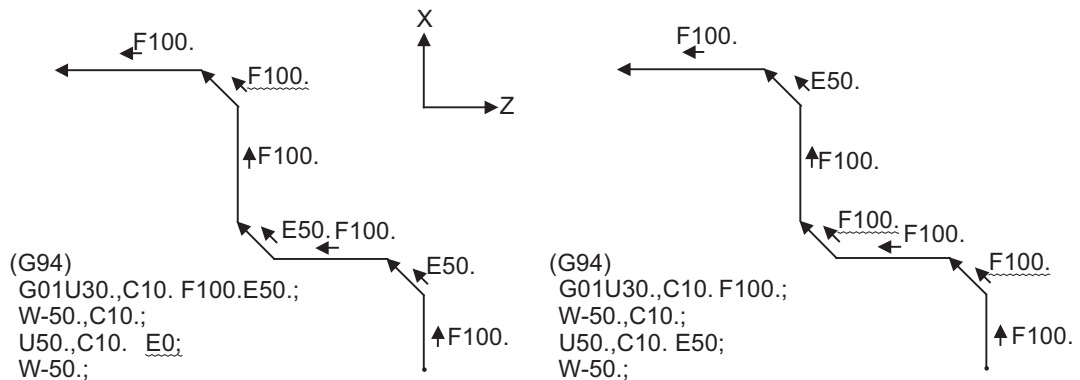 X
Z
F100.
F100.
F100.
E50. F100.
E50.
F100.
(G94)
G01U30.,C10. F100.E50.;
W-50.,C10.;
U50.,C10. E0;
W-50.;
F100.
E50.
F100.
F100.
F100.
F100.
F100.
(G94)
G01U30.,C10. F100.;
W-50.,C10.;
U50.,C10. E50;
W-50.;